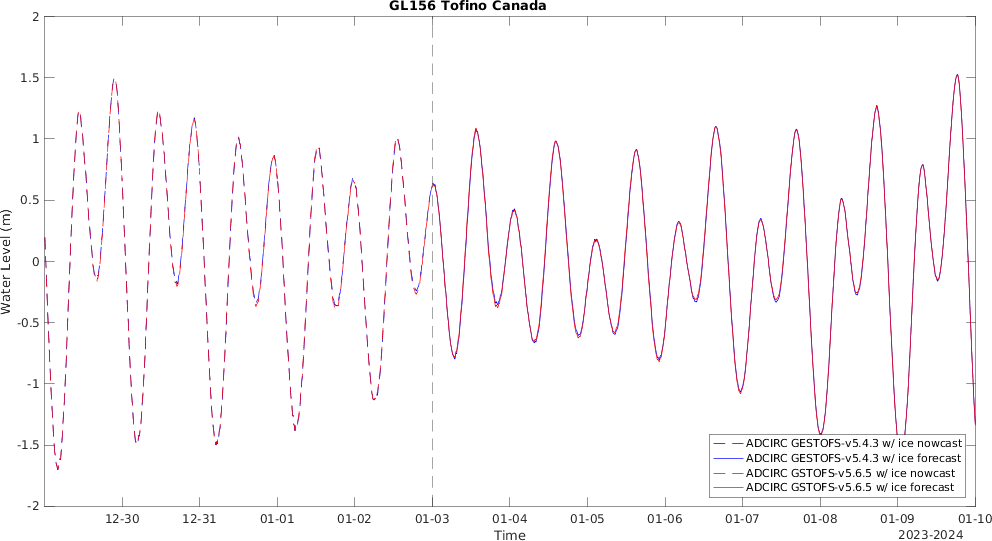 GL156 Tofino Canada
2
1.5
1
0.5
0
-0.5
-1
-1.5
-2
Water Level (m)
ADCIRC GESTOFS-v5.4.3 w/ ice nowcast
ADCIRC GESTOFS-v5.4.3 w/ ice forecast
ADCIRC GSTOFS-v5.6.5 w/ ice nowcast
ADCIRC GSTOFS-v5.6.5 w/ ice forecast
12-30 12-31 01-01 01-02 01-03 01-04 01-05 01-06 01-07 01-08 01-09 01-10
Time
2023-2024